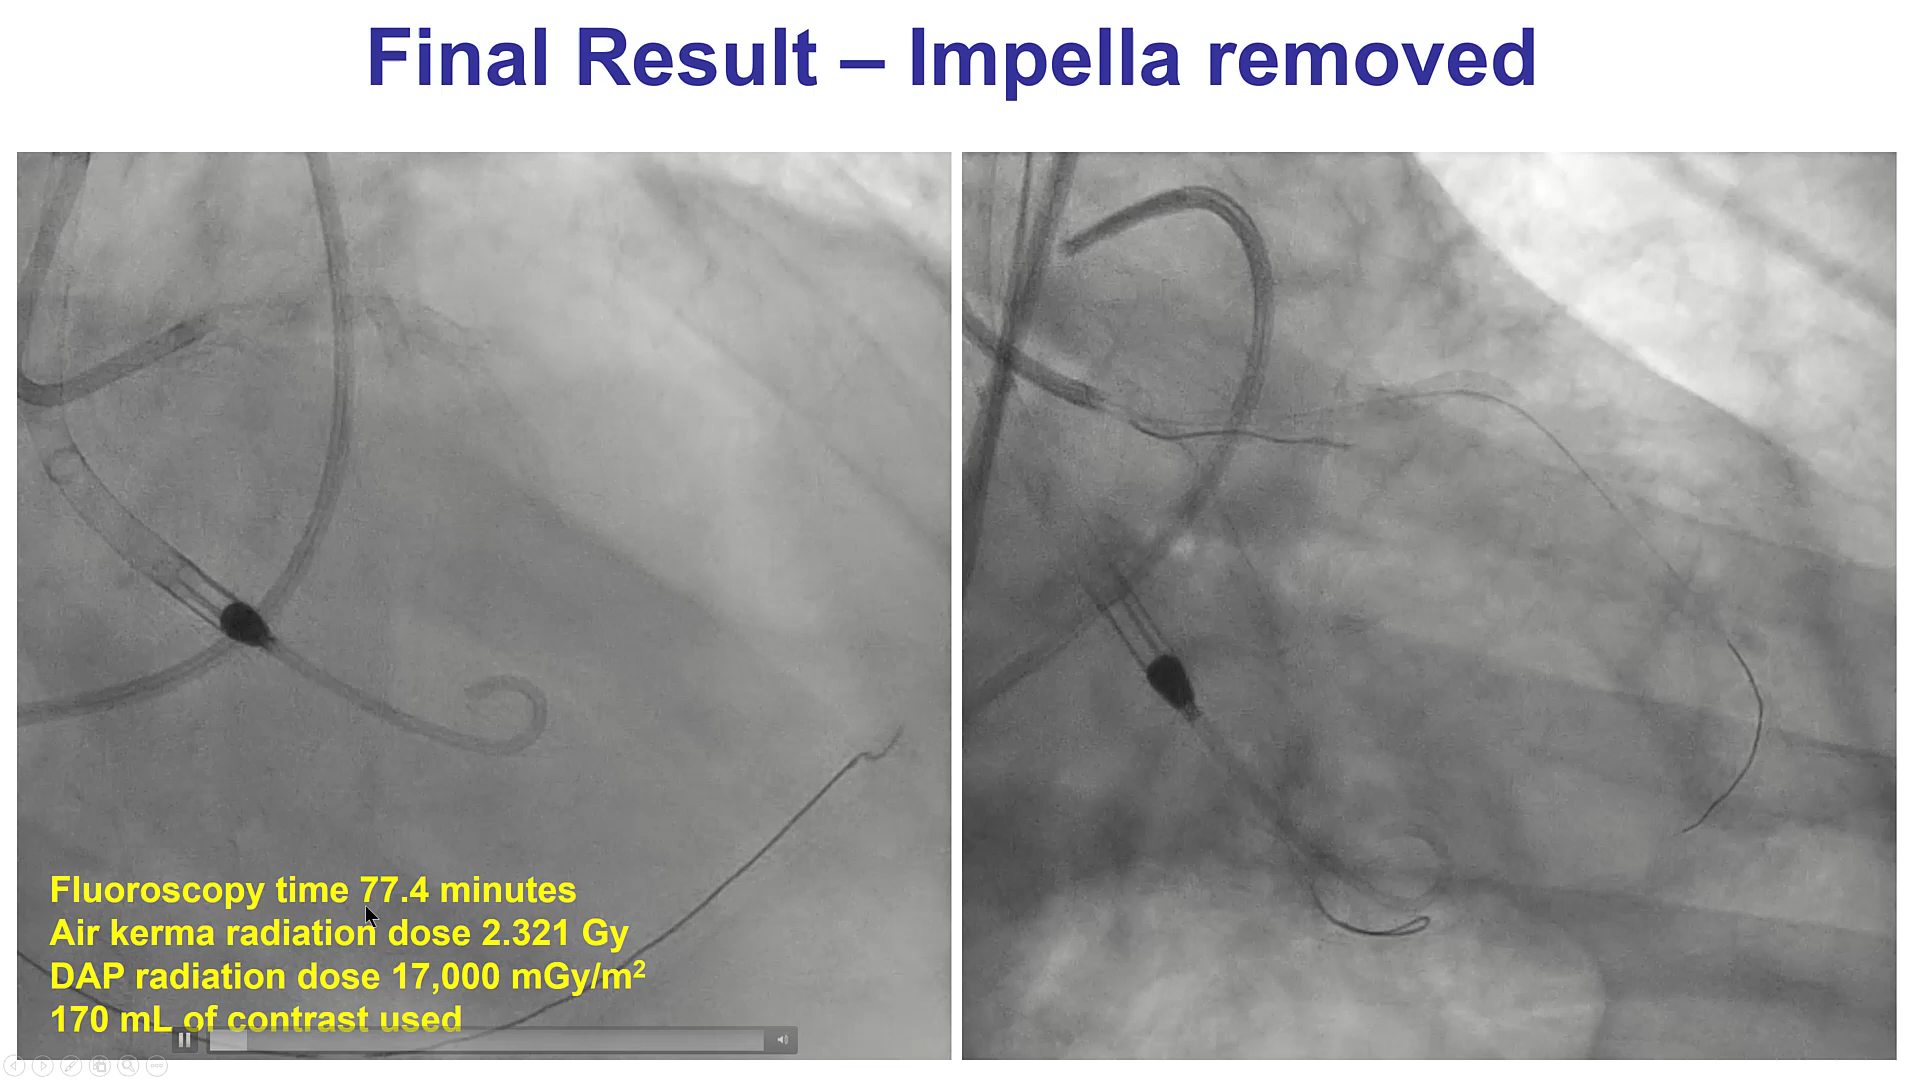 Final Result – Impella removed
Fluoroscopy time 77.4 minutes
Air kerma radiation dose 2.321 Gy
DAP radiation dose 17,000 mGy/m²
170 mL of contrast used